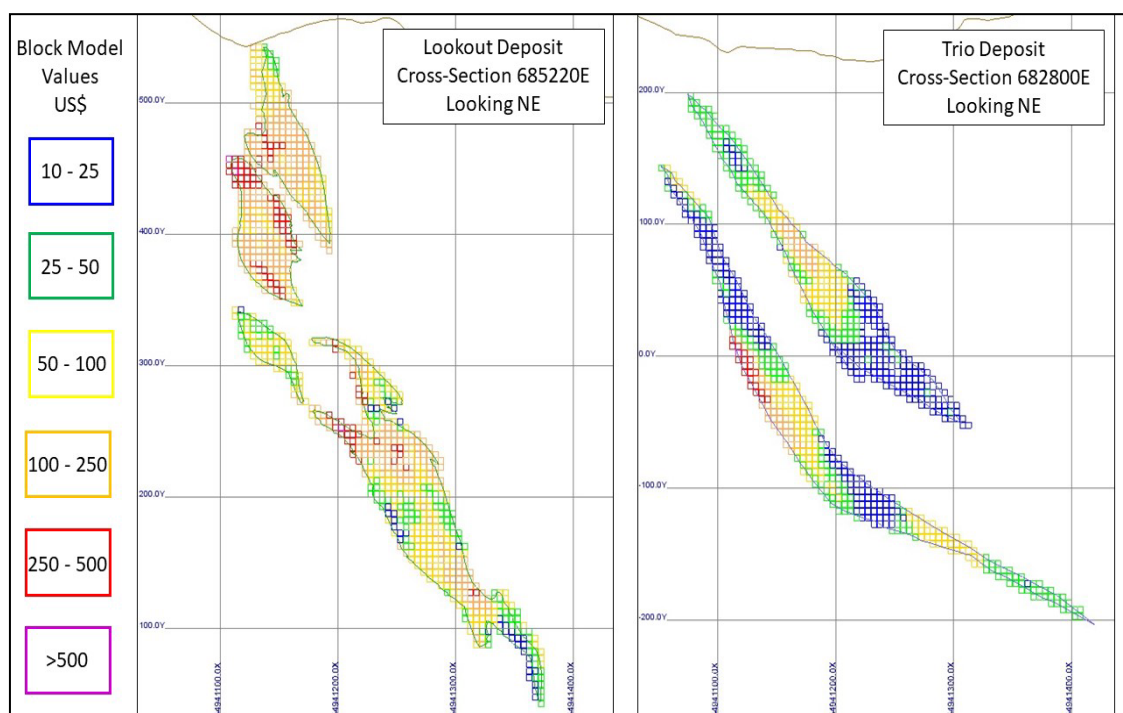 Block Model
Values
US$
10 - 25
25 - 50
50 - 100
100 - 250
250 - 500
>500
Lookout Deposit
Cross-Section 685220E
Looking NE
500.0Y
400.0Y
300.0Y
200.0Y
100.0Y
4941100.0X
4941200.0X
4941300.0X
4941400.0X
Trio Deposit
Cross-Section 682800E
Looking NE
200.0Y
100.0Y
0.0Y
-100.0Y
-200.0Y
4941100.0X
4941200.0X
4941300.0X
4941400.0X